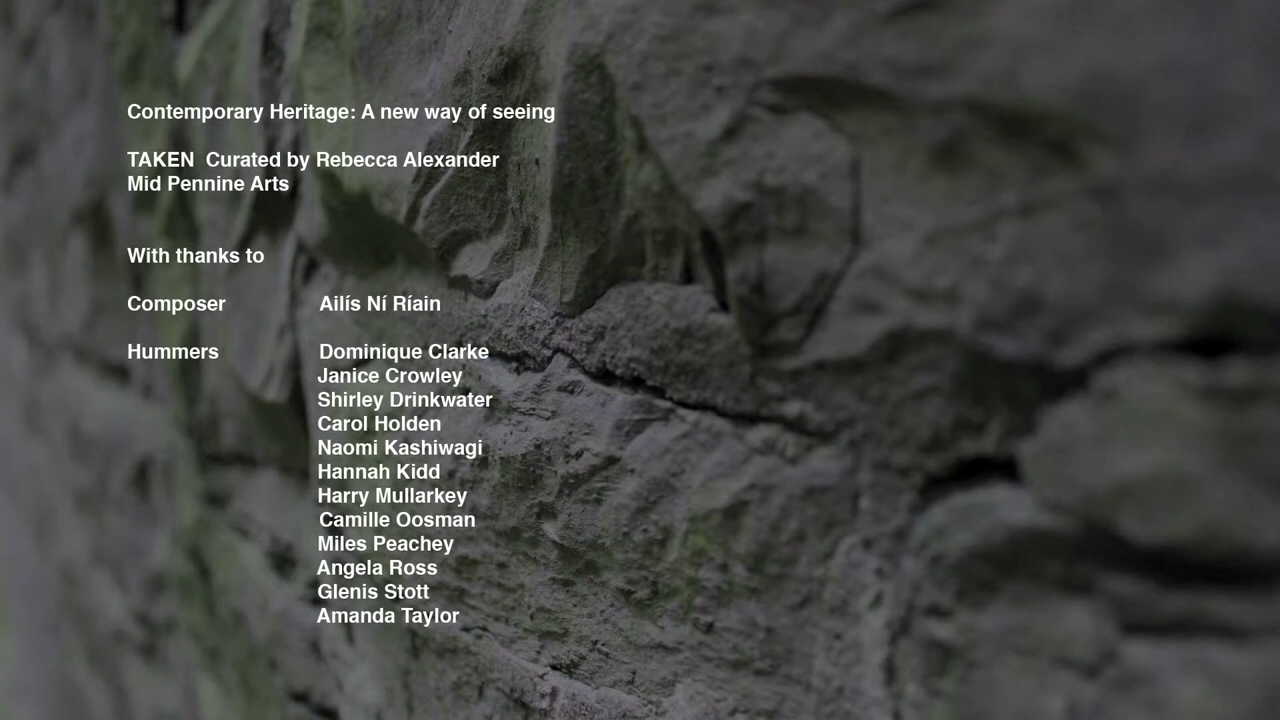 Contemporary Heritage: A new way of seeing
TAKEN  Curated by Rebecca Alexander
Mid Pennine Arts
With thanks to
Composer Ailís Ní Ríain
Hummers Dominique Clarke
Janice Crowley
Shirley Drinkwater
Carol Holden
Naomi Kashiwagi
Hannah Kidd
Harry Mullarkey
Camille Oosman
Miles Peachey
Angela Ross
Glenis Stott
Amanda Taylor